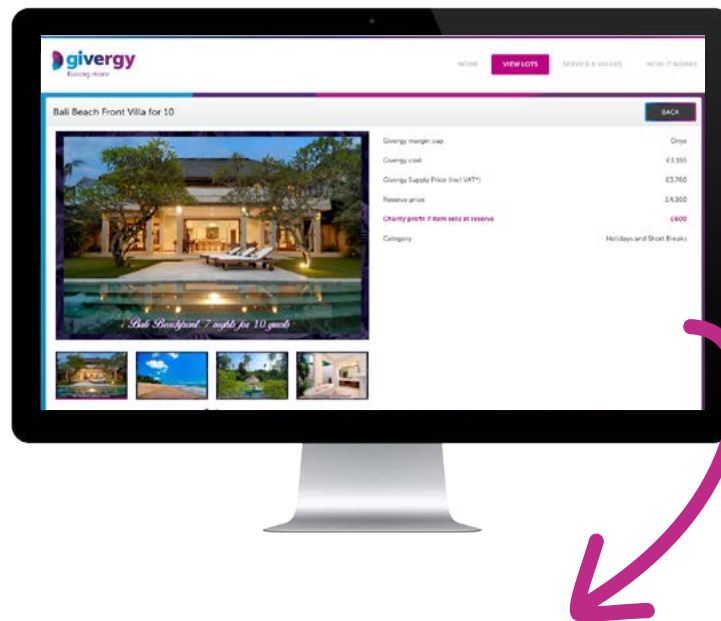 givergy
Raising more
HOME VIEW LOTS SERVICE & VALUES HOW IT WORKS
Bali Beach Front Villa for 10
BACK
Givergy margin cap Onyx
Givergy cost
Givergy Supply Price (incl VAT*) £3,760
Reserve price
Charity profit if item sells at reserve £600
Category Holidays and Short Breaks
Bali Beachfront 7 nights for 10 guests